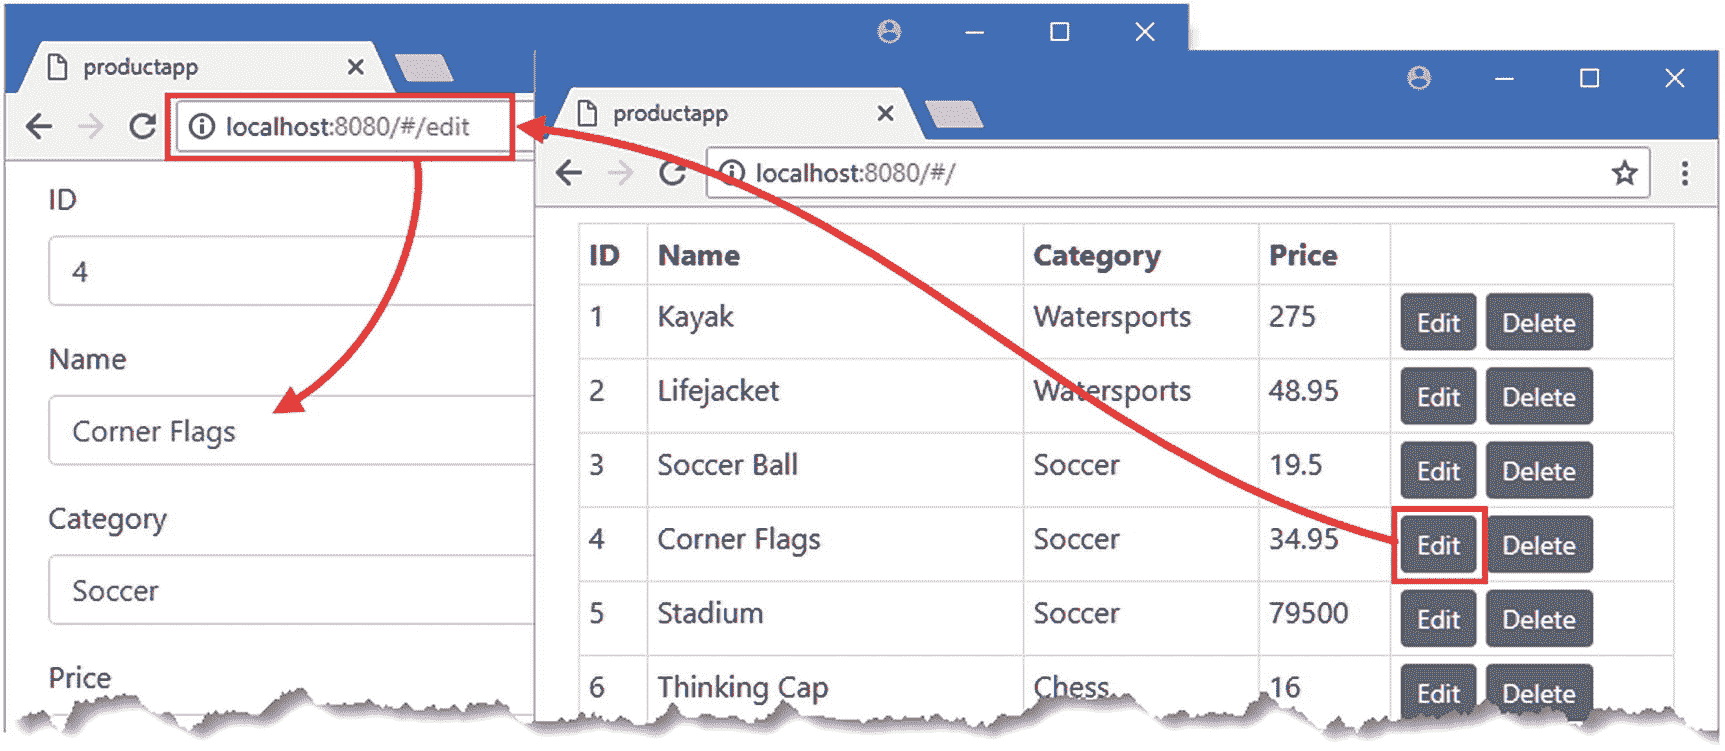 productapp
localhost:8080/#/edit
ID
4
Name
Corner Flags
Category
Soccer
Price
productapp
localhost:8080/#/
ID Name Category Price
1 Kayak Watersports 275 Edit Delete
2 Lifejacket Watersports 48.95 Edit Delete
3 Soccer Ball Soccer 19.5 Edit Delete
4 Corner Flags Soccer 34.95 Edit Delete
5 Stadium Soccer 79500 Edit Delete
6 Thinking Cap Chess 16 Edit Delete